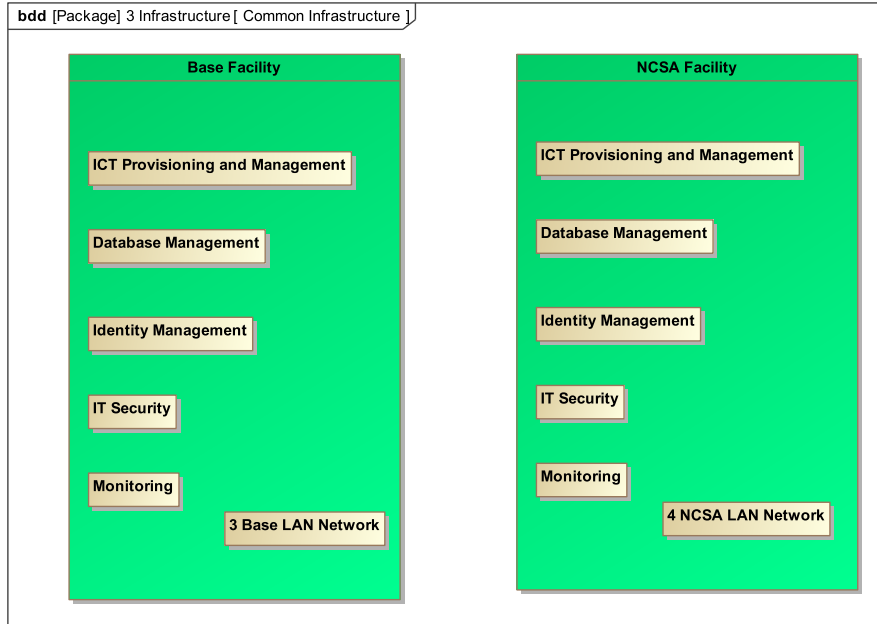 bdd [Package] 3 Infrastructure [ Common Infrastructure ]
Base Facility
ICT Provisioning and Management
Database Management
Identity Management
IT Security
Monitoring
3 Base LAN Network
NCSA Facility
ICT Provisioning and Management
Database Management
Identity Management
IT Security
Monitoring
4 NCSA LAN Network